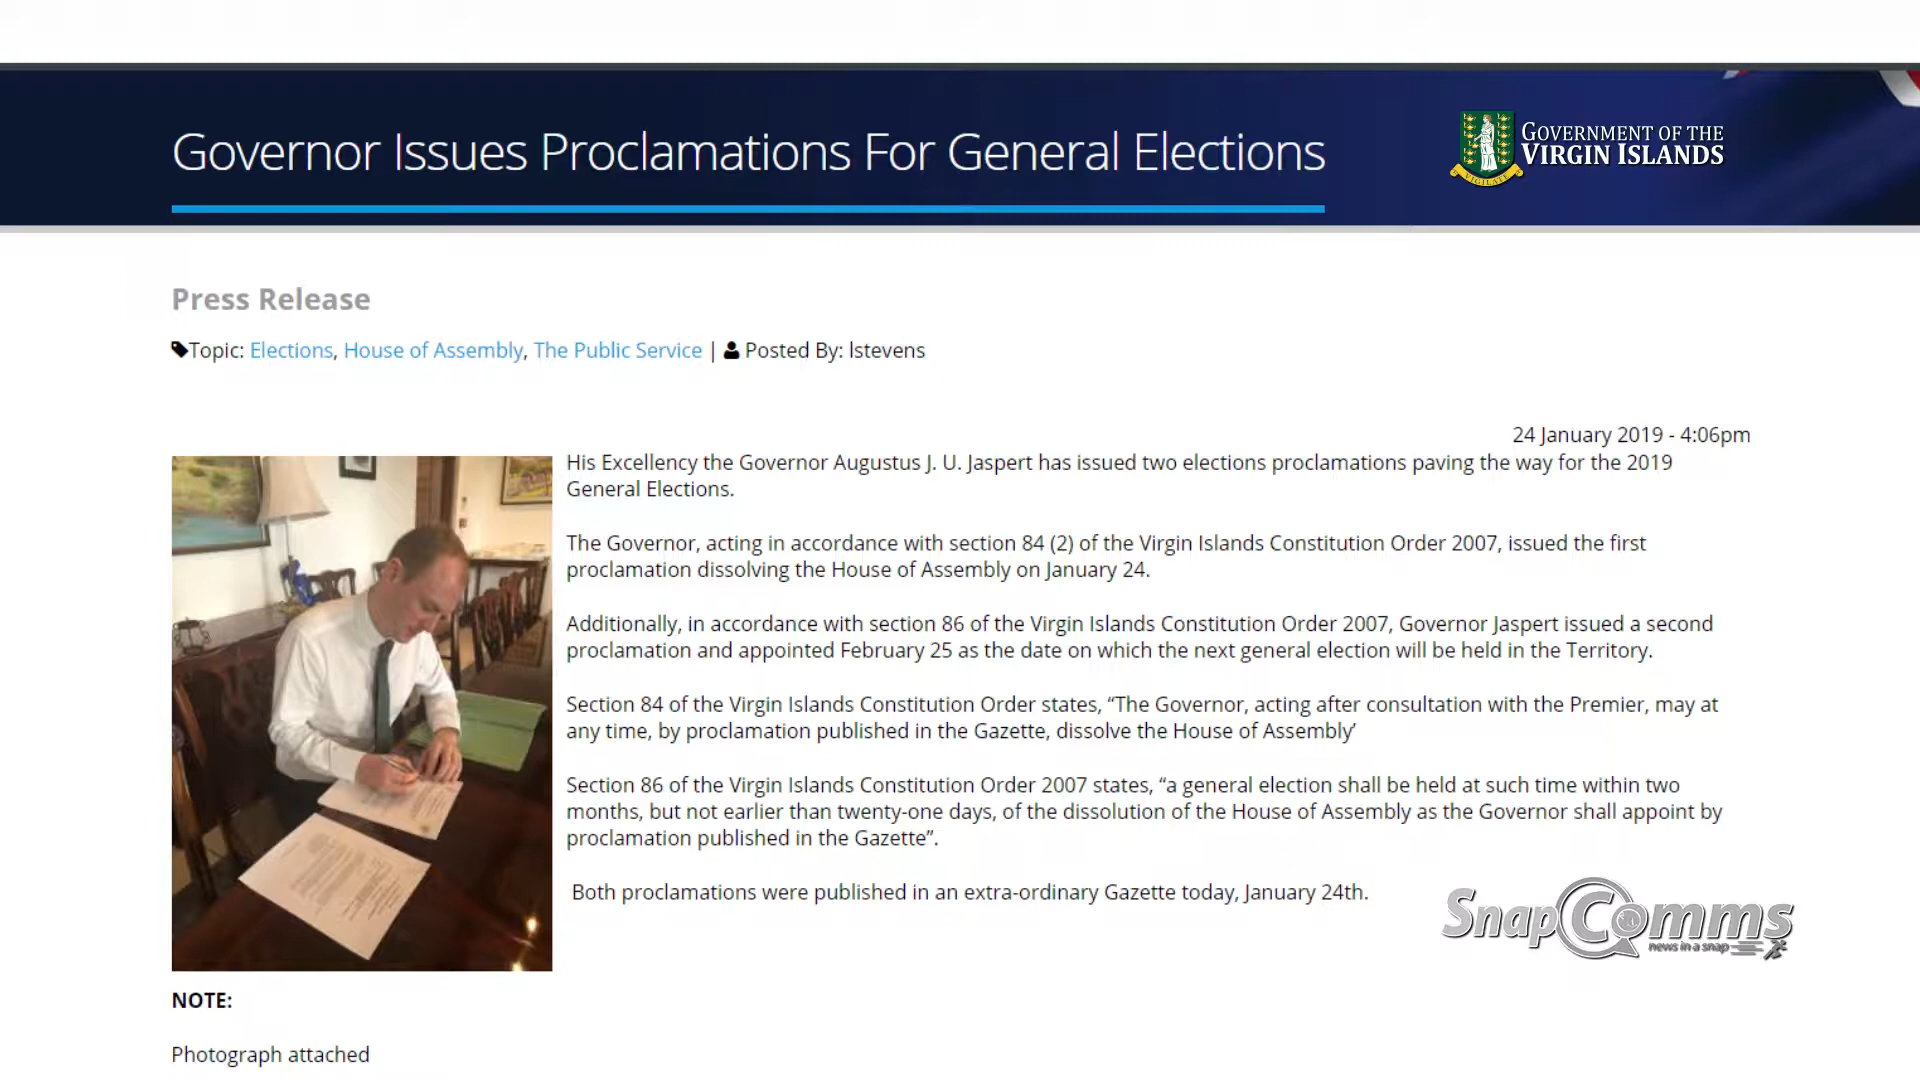 Governor Issues Proclamations For General Elections
GOVERNMENT OF THE
VIRGIN ISLANDS
VIGILATE
Press Release
Topic: Elections, House of Assembly, The Public Service | Posted By: lstevens
24 January 2019 - 4:06pm
His Excellency the Governor Augustus J. U. Jaspert has issued two elections proclamations paving the way for the 2019
General Elections.
The Governor, acting in accordance with section 84 (2) of the Virgin Islands Constitution Order 2007, issued the first
proclamation dissolving the House of Assembly on January 24.
Additionally, in accordance with section 86 of the Virgin Islands Constitution Order 2007, Governor Jaspert issued a second
proclamation and appointed February 25 as the date on which the next general election will be held in the Territory.
Section 84 of the Virgin Islands Constitution Order states, “The Governor, acting after consultation with the Premier, may at
any time, by proclamation published in the Gazette, dissolve the House of Assembly’
Section 86 of the Virgin Islands Constitution Order 2007 states, “a general election shall be held at such time within two
months, but not earlier than twenty-one days, of the dissolution of the House of Assembly as the Governor shall appoint by
proclamation published in the Gazette”.
Both proclamations were published in an extra-ordinary Gazette today, January 24th.
SnapComms
news in a snap
NOTE:
Photograph attached